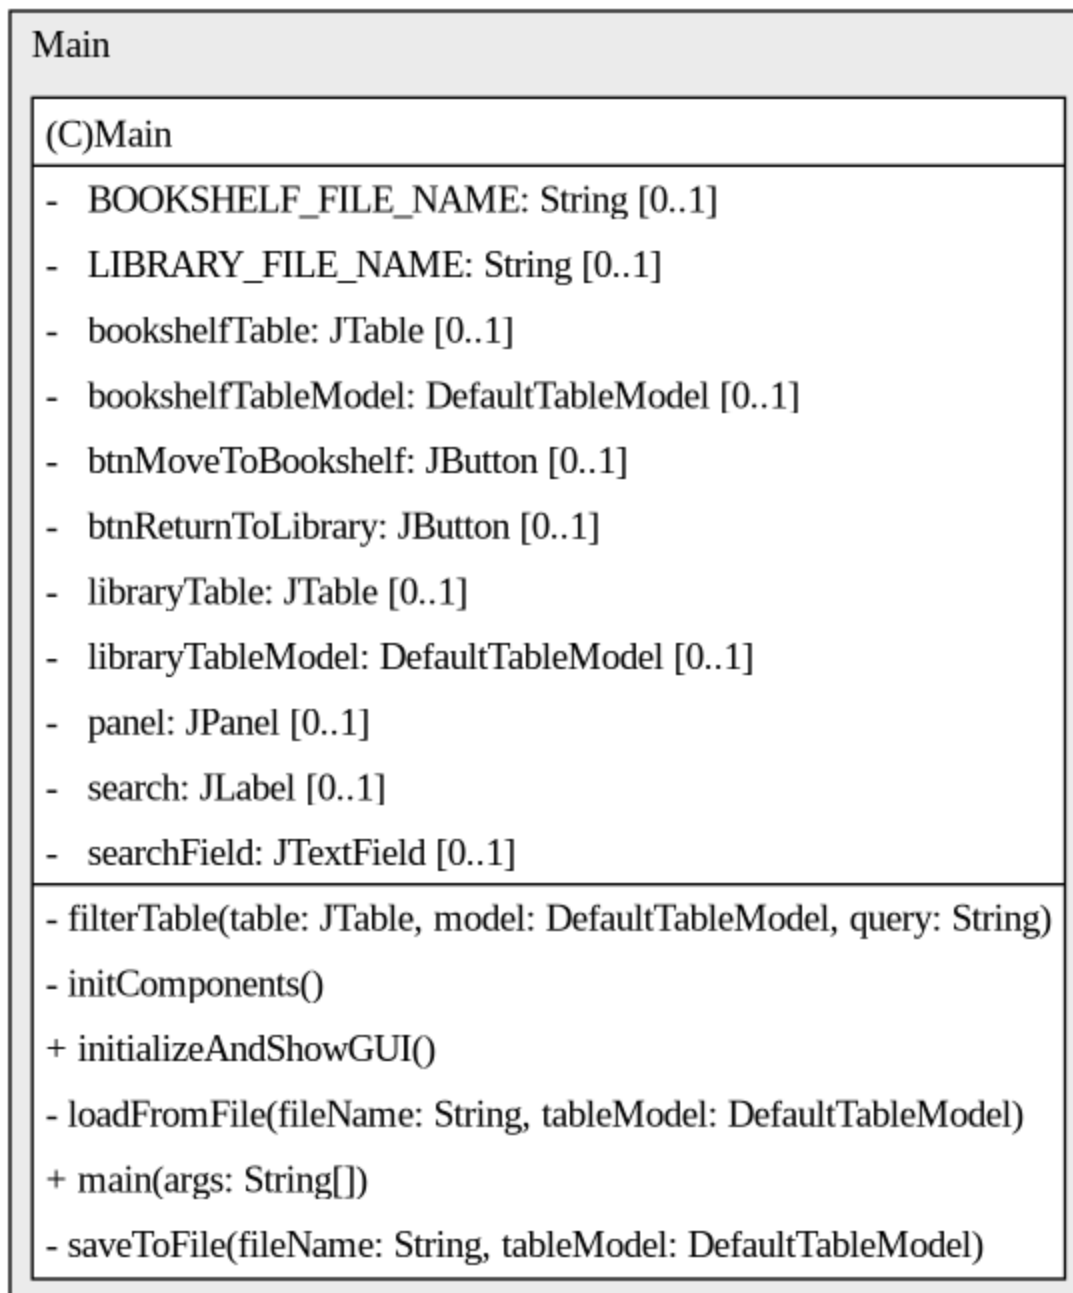 Main
(C)Main
- BOOKSHELF_FILE_NAME: String [0..1]
- LIBRARY_FILE_NAME: String [0..1]
- bookshelfTable: JTable [0..1]
- bookshelfTableModel: DefaultTableModel [0..1]
- btnMoveToBookshelf: JButton [0..1]
- btnReturnToLibrary: JButton [0..1]
- libraryTable: JTable [0..1]
- libraryTableModel: DefaultTableModel [0..1]
- panel: JPanel [0..1]
- search: JLabel [0..1]
- searchField: JTextField [0..1]
- filterTable(table: JTable, model: DefaultTableModel, query: String)
- initComponents()
+ initializeAndShowGUI()
- loadFromFile(fileName: String, tableModel: DefaultTableModel)
+ main(args: String[])
- saveToFile(fileName: String, tableModel: DefaultTableModel)